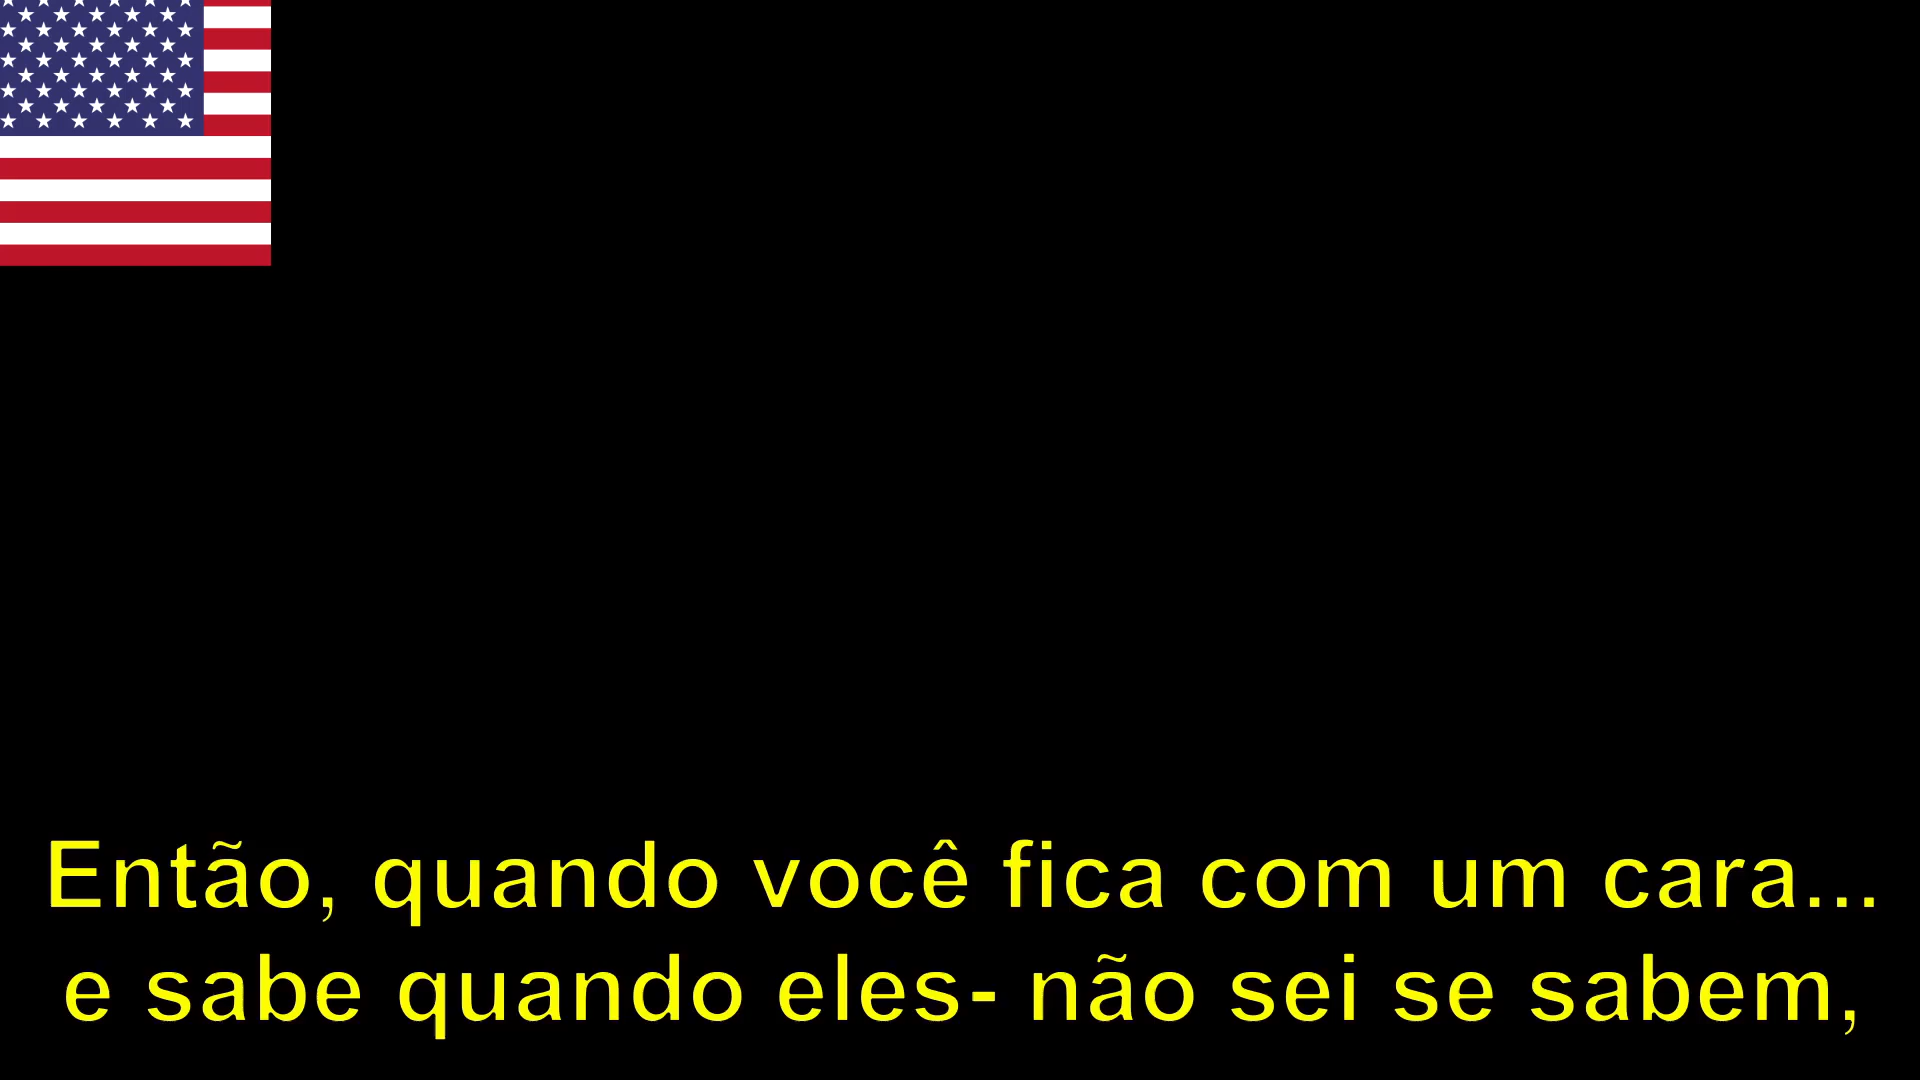 Então, quando você fica com um cara...
e sabe quando eles- não sei se sabem,